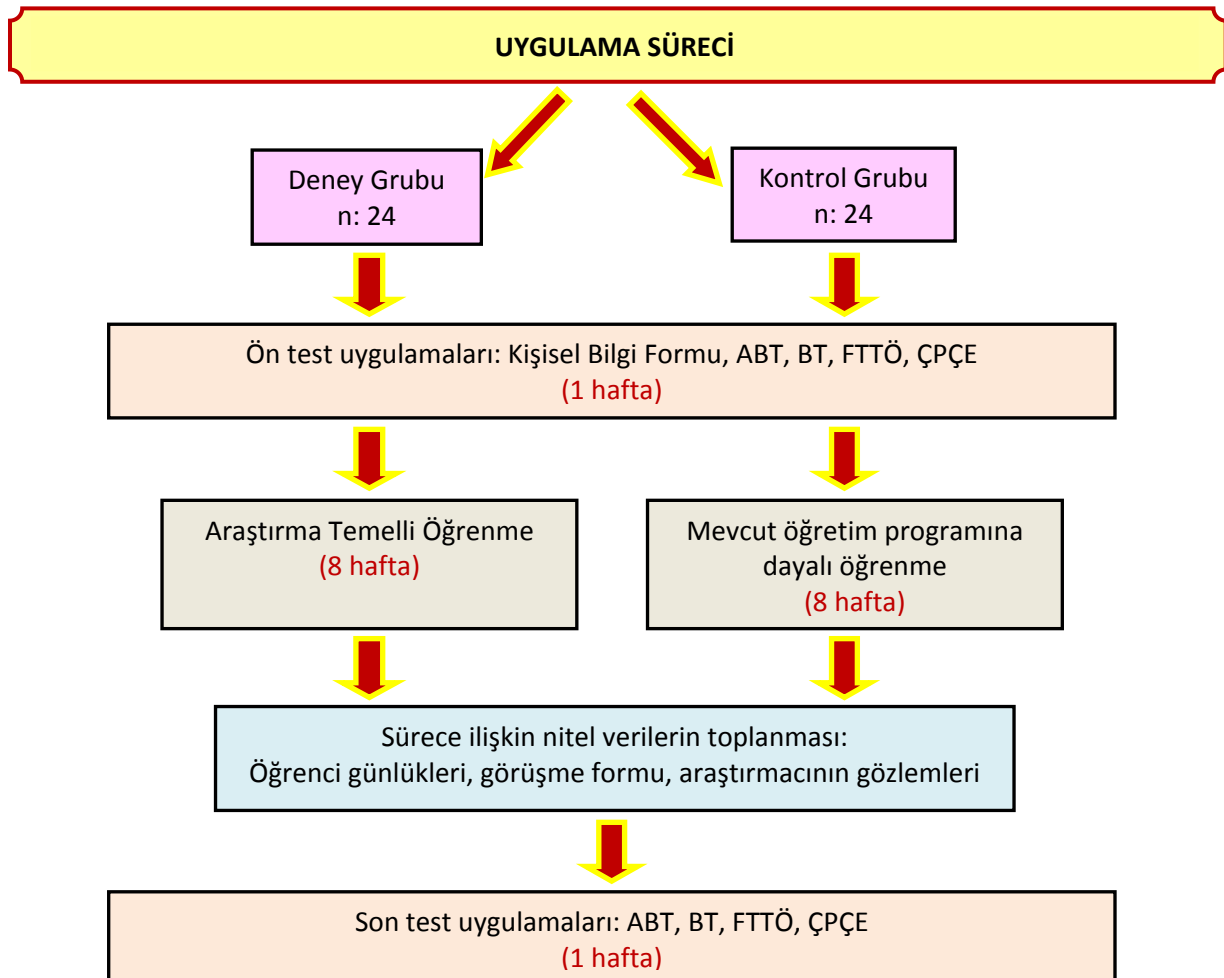 UYGULAMA SÜRECİ
Deney Grubu
n: 24
Kontrol Grubu
n: 24
Ön test uygulamaları: Kişisel Bilgi Formu, ABT, BT, FTTÖ, ÇPÇE
(1 hafta)
Araştırma Temelli Öğrenme
(8 hafta)
Mevcut öğretim programına
dayalı öğrenme
(8 hafta)
Sürece ilişkin nitel verilerin toplanması:
Öğrenci günlükleri, görüşme formu, araştırmacının gözlemleri
Son test uygulamaları: ABT, BT, FTTÖ, ÇPÇE
(1 hafta)